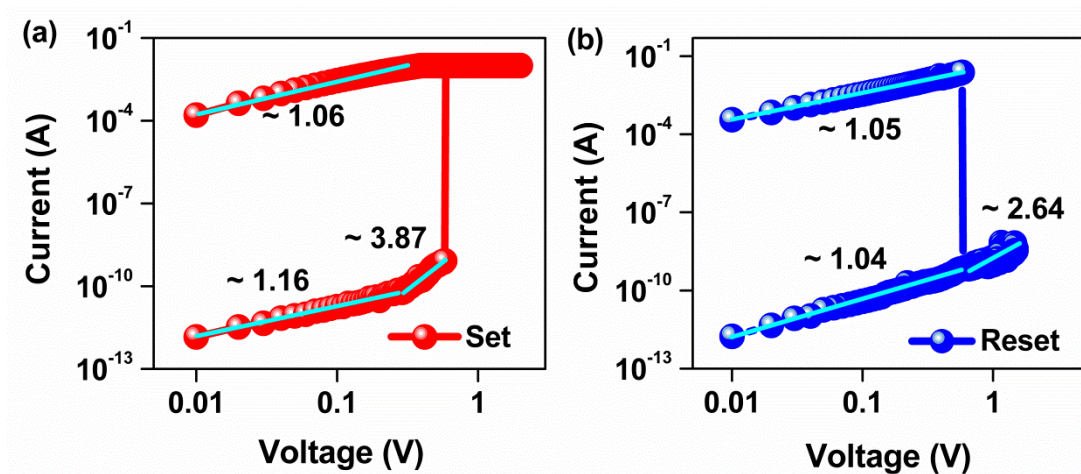 (a)
10^-1
10^-4
10^-7
10^-10
10^-13
Current (A)
~ 1.06
~ 3.87
~ 1.16
Set
0.01
0.1
1
Voltage (V)
(b)
10^-1
10^-4
10^-7
10^-10
10^-13
Current (A)
~ 1.05
~ 2.64
~ 1.04
Reset
0.01
0.1
1
Voltage (V)